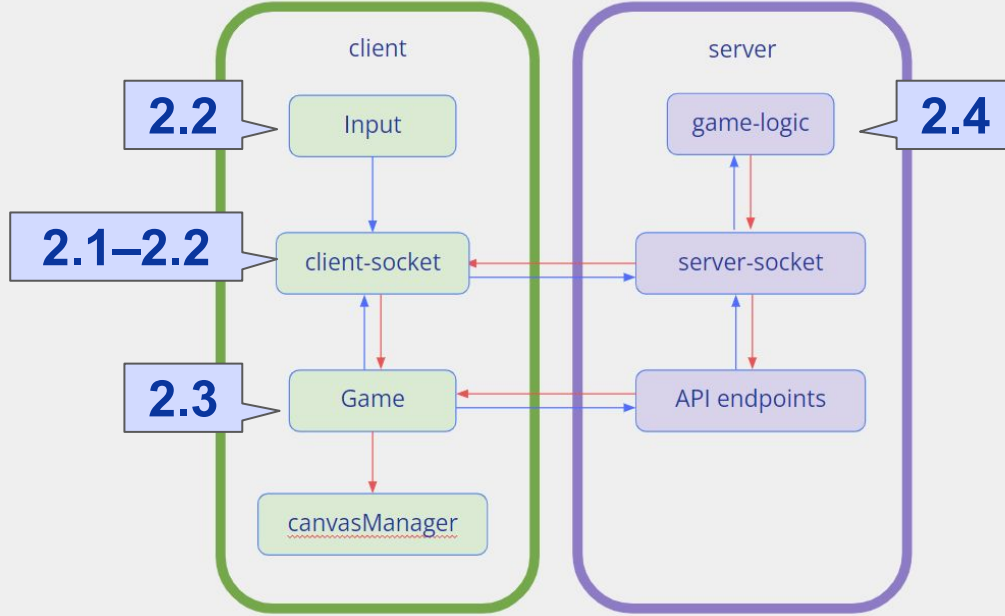 client
server
2.2
Input
game-logic
2.4
2.1–2.2
client-socket
server-socket
2.3
Game
API endpoints
canvasManager